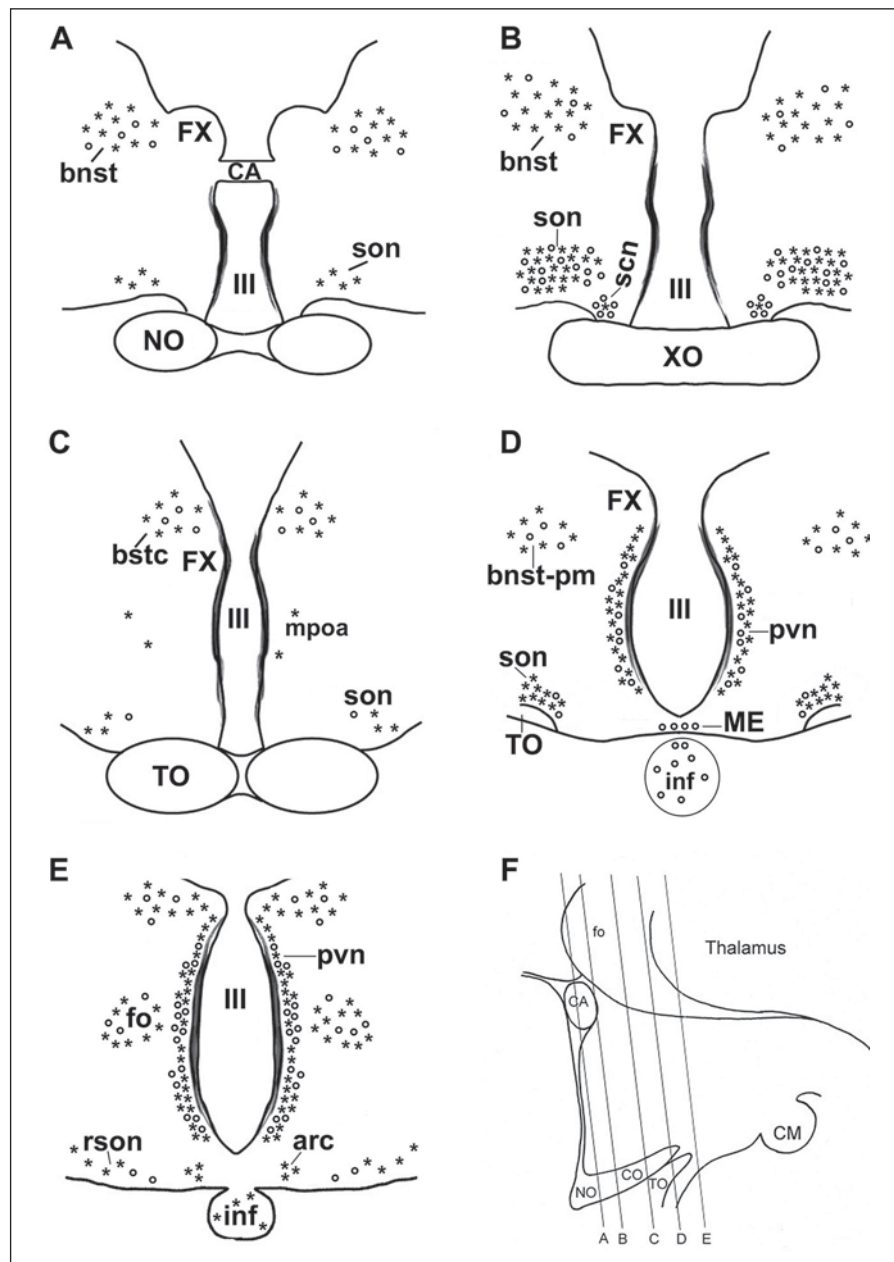 A
FX
bnst
CA
son
III
NO
B
FX
bnst
son
scn
III
XO
C
bstc
FX
III
mpoa
son
TO
D
FX
bnst-pm
III
pvn
son
ME
TO
inf
E
pvn
III
fo
rson
arc
inf
F
fo
Thalamus
CA
CM
CO
NO
TO
A B C D E